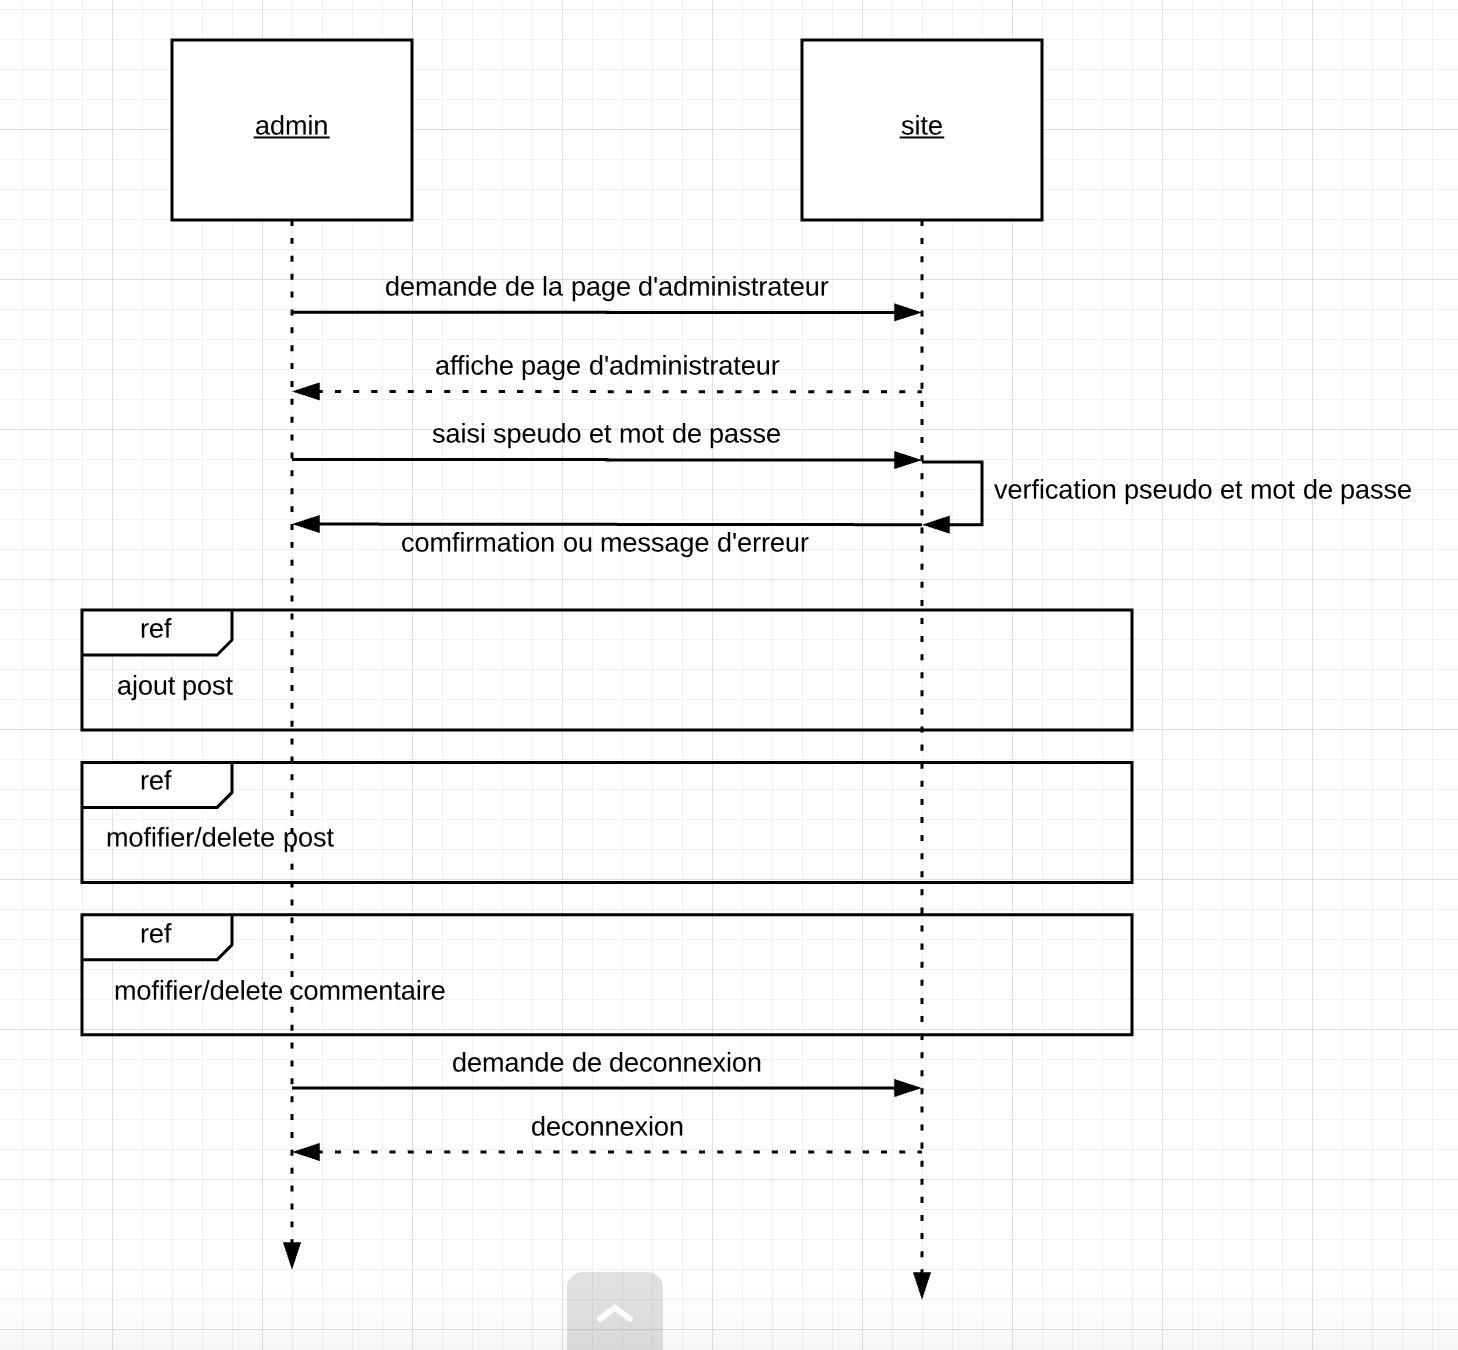 admin
site
demande de la page d'administrateur
affiche page d'administrateur
saisi speudo et mot de passe
verfication pseudo et mot de passe
comfirmation ou message d'erreur
ref
ajout post
ref
mofifier/delete post
ref
mofifier/delete commentaire
demande de deconnexion
deconnexion